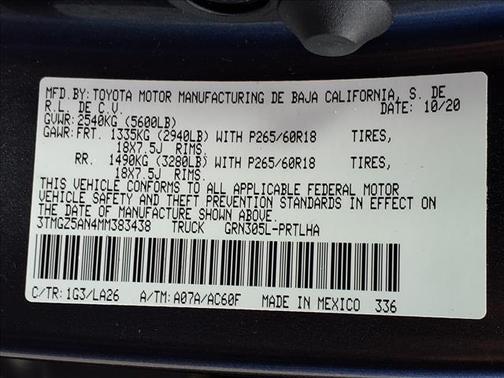 MFD.BY:TOYOTA MOTOR MANUFACTURING DE BAJA CALIFORNIA, S. DE
R.L. DE C.V. DATE: 10/20
GVWR: 2540KG (5600LB)
GAWR: FRT. 1335KG (2940LB) WITH P265/60R18 TIRES,
18X7.5J RIMS.
RR. 1490KG (3280LB) WITH P265/60R18 TIRES,
18X7.5J RIMS.
THIS VEHICLE CONFORMS TO ALL APPLICABLE FEDERAL MOTOR
VEHICLE SAFETY AND THEFT PREVENTION STANDARDS IN EFFECT
ON THE DATE OF MANUFACTURE SHOWN ABOVE.
3TMGZ5AN4MM383438 TRUCK GRN305L-PRTLHA
C/TR: 1G3/LA26 A/TM: A07A/AC60F MADE IN MEXICO 336